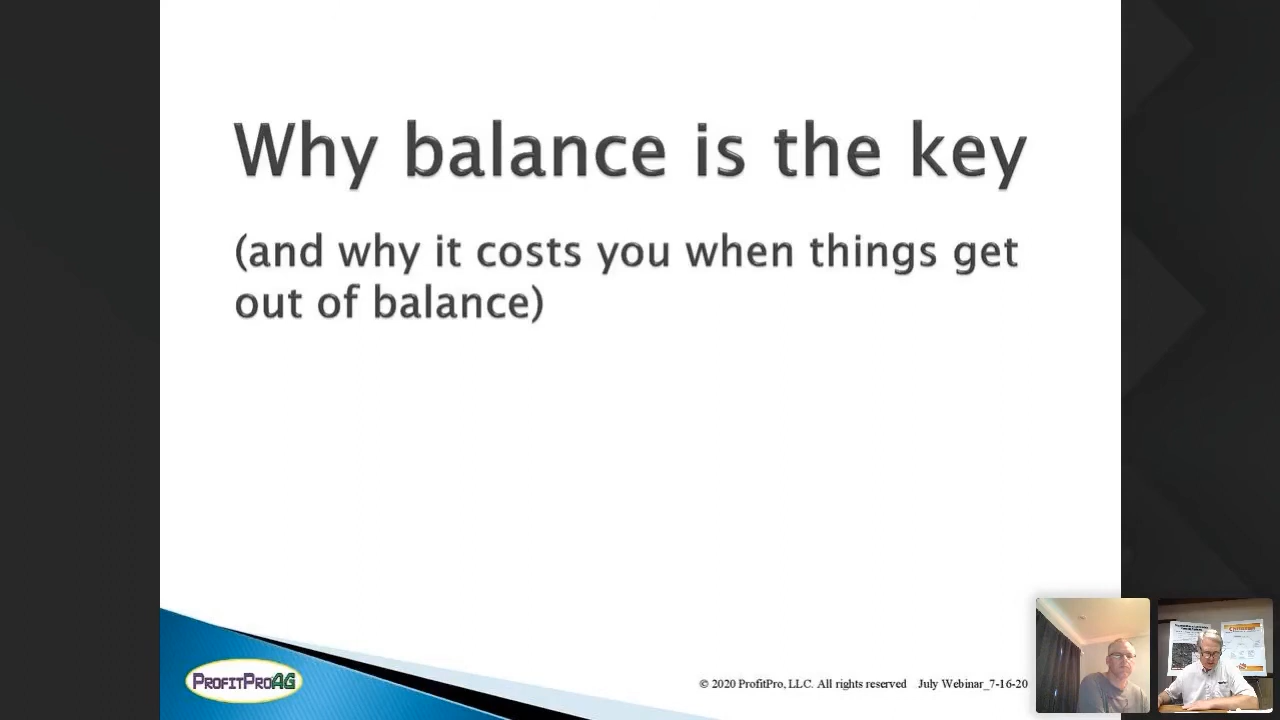 Why balance is the key
(and why it costs you when things get
out of balance)
PROFITPROAG
© 2020 ProfitPro, LLC. All rights reserved July Webinar_7-16-20